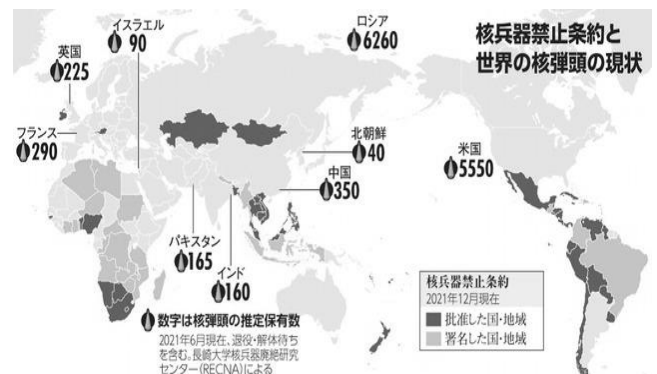 核兵器禁止条約と
世界の核弾頭の現状
イスラエル
90
ロシア
6260
英国
225
フランス
290
北朝鮮
40
中国
350
米国
5550
パキスタン
165
インド
160
数字は核弾頭の推定保有数
2021年6月現在、退役・解体待ち
を含む。長崎大学核兵器廃絶研究
センター(RECNA)による
核兵器禁止条約
2021年12月現在
批准した国・地域
署名した国・地域